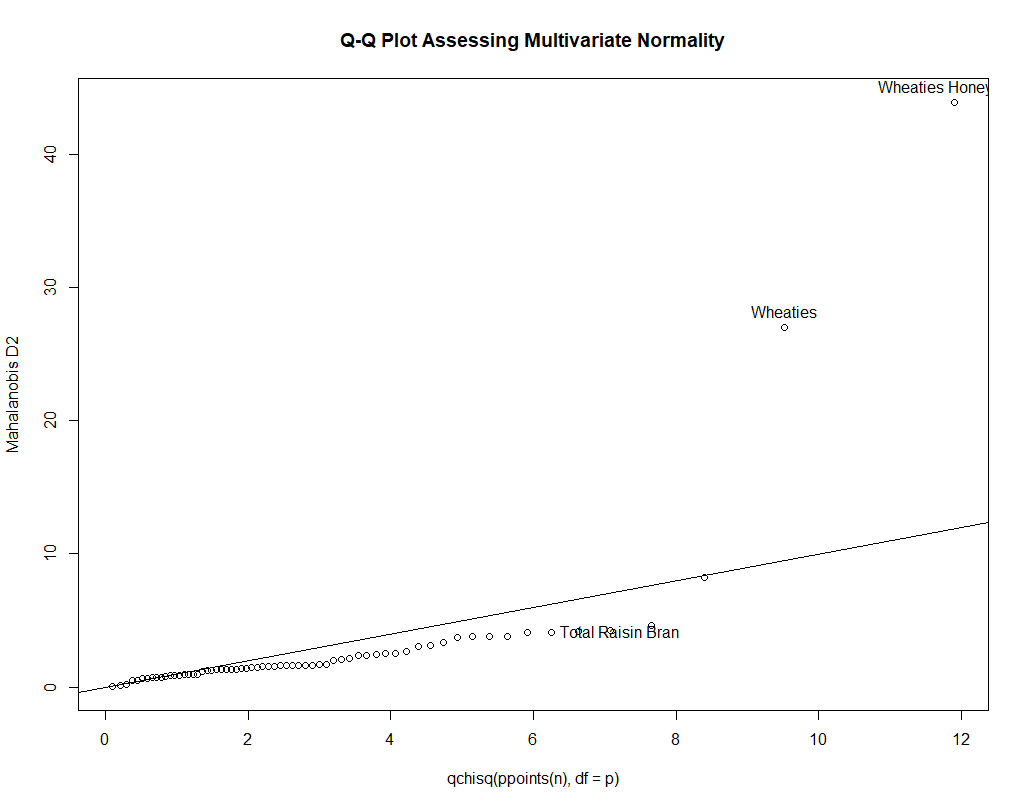 Q-Q Plot Assessing Multivariate Normality
Wheaties Honey
40
30
Wheaties
Mahalanobis D2
20
10
Total Raisin Bran
0
0 2 4 6 8 10 12
qchisq(ppoints(n), df = p)